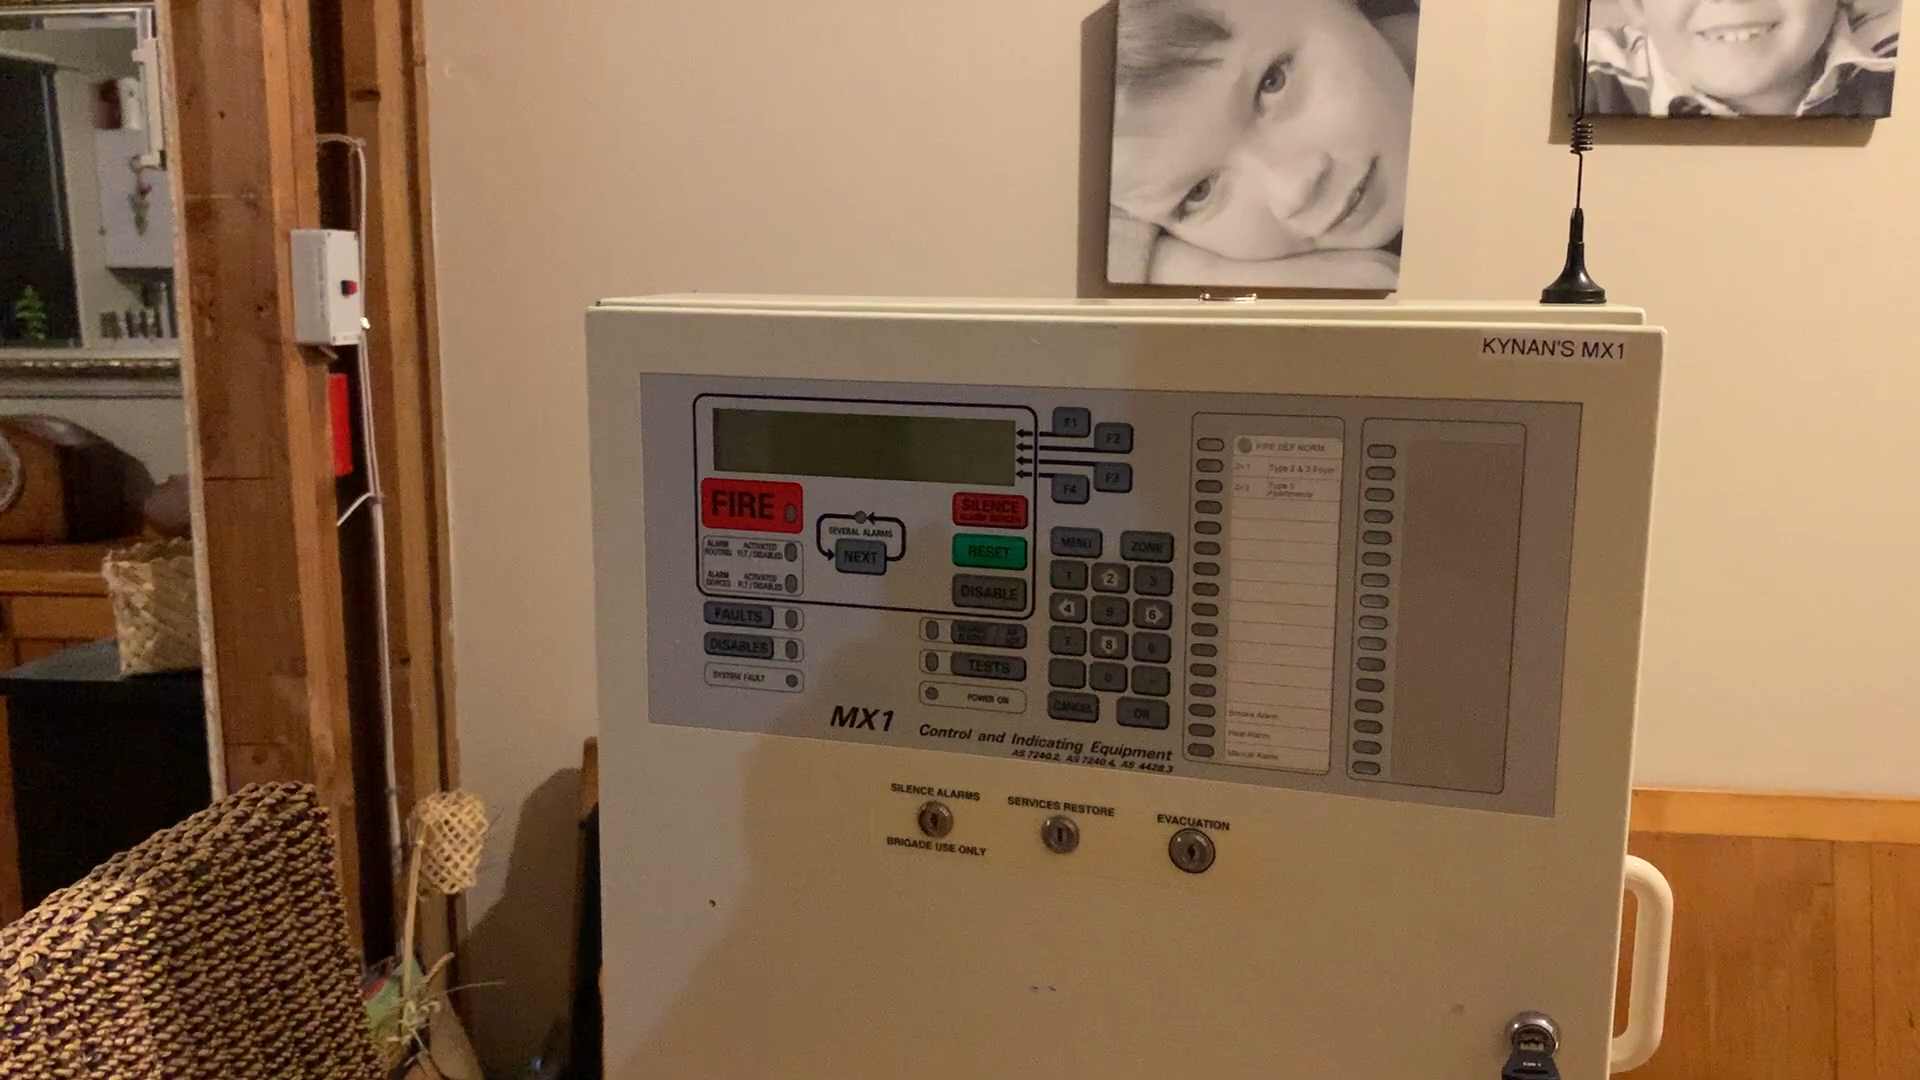 KYNAN'S MX1
F1
F2
F3
F4
FIRE
SILENCE
ALARM DEVICES
SEVERAL ALARMS
NEXT
RESET
ALARM ROUTING
ACTIVATED
FLT / DISABLED
ALARM DEVICES
ACTIVATED
FLT / DISABLED
DISABLE
FAULTS
DISABLES
TESTS
SYSTEM FAULT
POWER ON
MENU
ZONE
1 2 3
4 5 6
7 8
0
CANCEL
OK
FIRE DEF NORM
Zn 1 Type 2 & 3 Foyer
Type 5
Apartments
Smoke Alarm
Heat Alarm
Manual Alarm
MX1
Control and Indicating Equipment
AS 7240.2, AS 7240.4, AS 4428.3
SILENCE ALARMS
BRIGADE USE ONLY
SERVICES RESTORE
EVACUATION